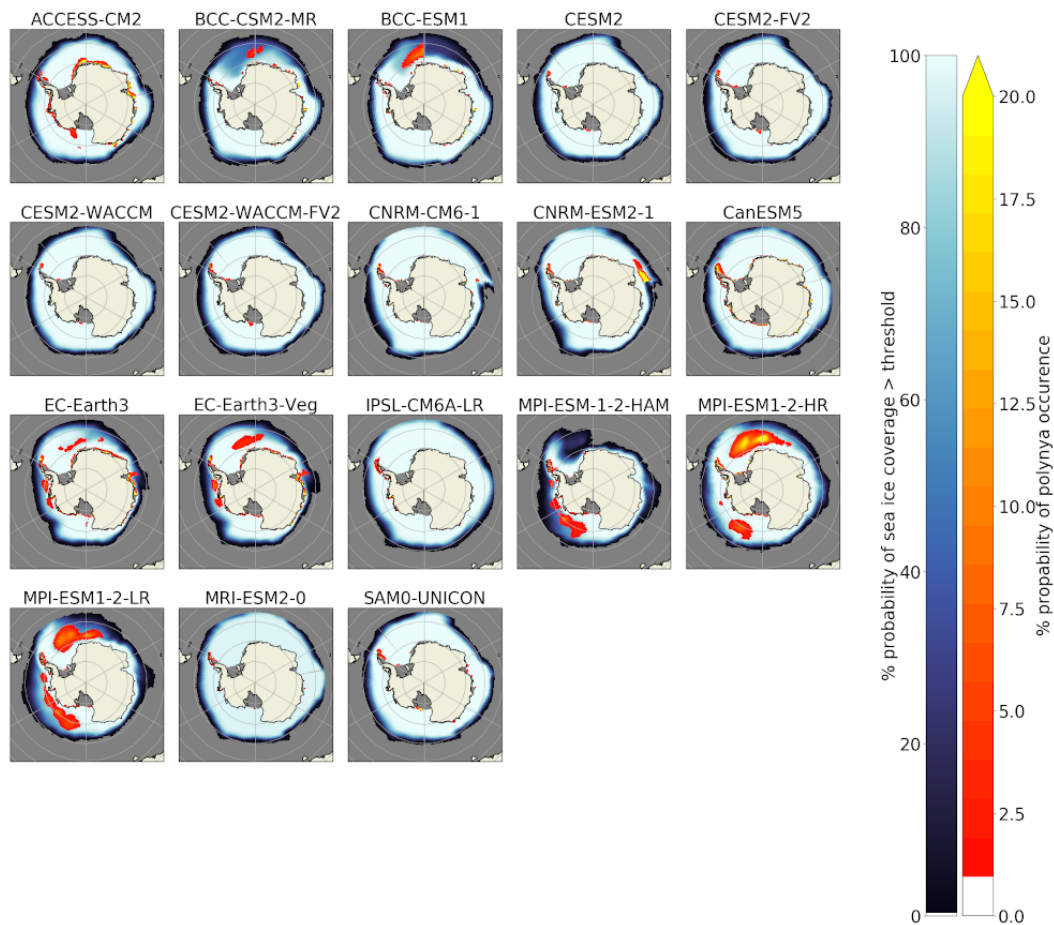 ACCESS-CM2 BCC-CSM2-MR BCC-ESM1 CESM2 CESM2-FV2
CESM2-WACCM CESM2-WACCM-FV2 CNRM-CM6-1 CNRM-ESM2-1 CanESM5
EC-Earth3 EC-Earth3-Veg IPSL-CM6A-LR MPI-ESM-1-2-HAM MPI-ESM1-2-HR
MPI-ESM1-2-LR MRI-ESM2-0 SAM0-UNICON
100
80
60
40
20
0
% probability of sea ice coverage > threshold
20.0
17.5
15.0
12.5
10.0
7.5
5.0
2.5
0.0
% propability of polynya occurence